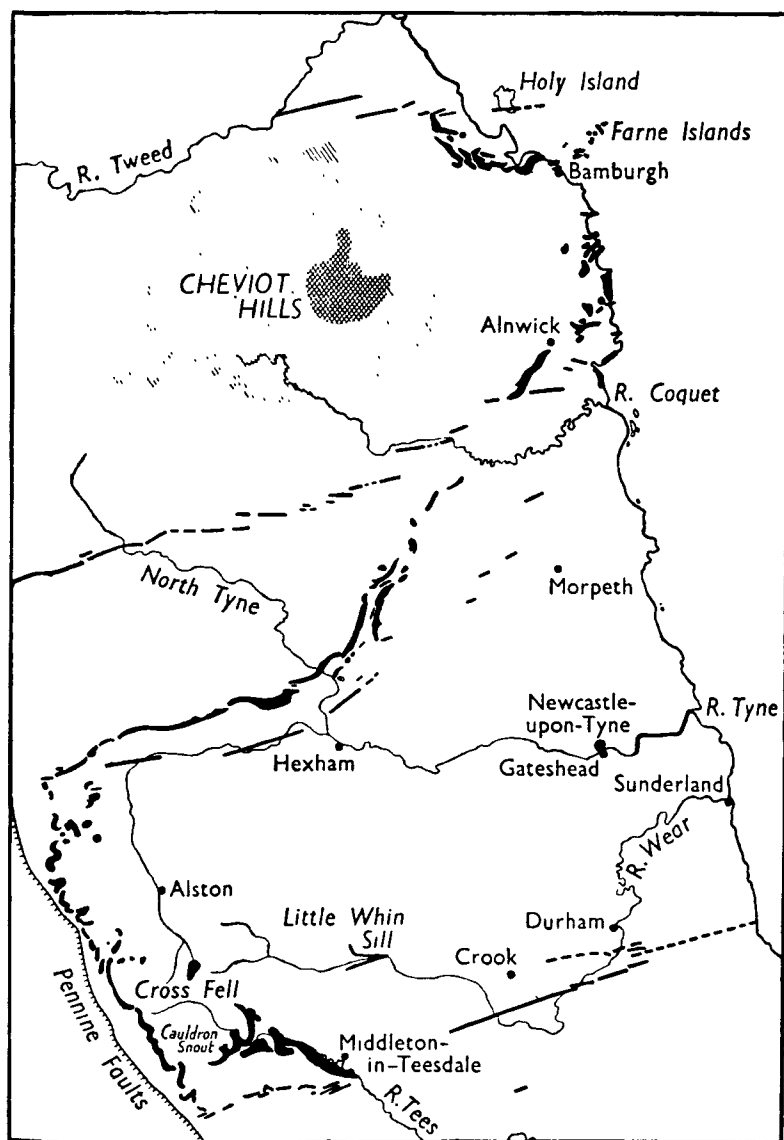 Holy Island
Farne Islands
R. Tweed
Bamburgh
CHEVIOT
HILLS
Alnwick
R. Coquet
North Tyne
Morpeth
Newcastle-
upon-Tyne
R. Tyne
Hexham
Gateshead
Sunderland
R. Wear
Alston
Little Whin
Sill
Durham
Crook
Cross Fell
Pennine Faults
Cauldron
Snout
Middleton-
in-Teesdale
R. Tees